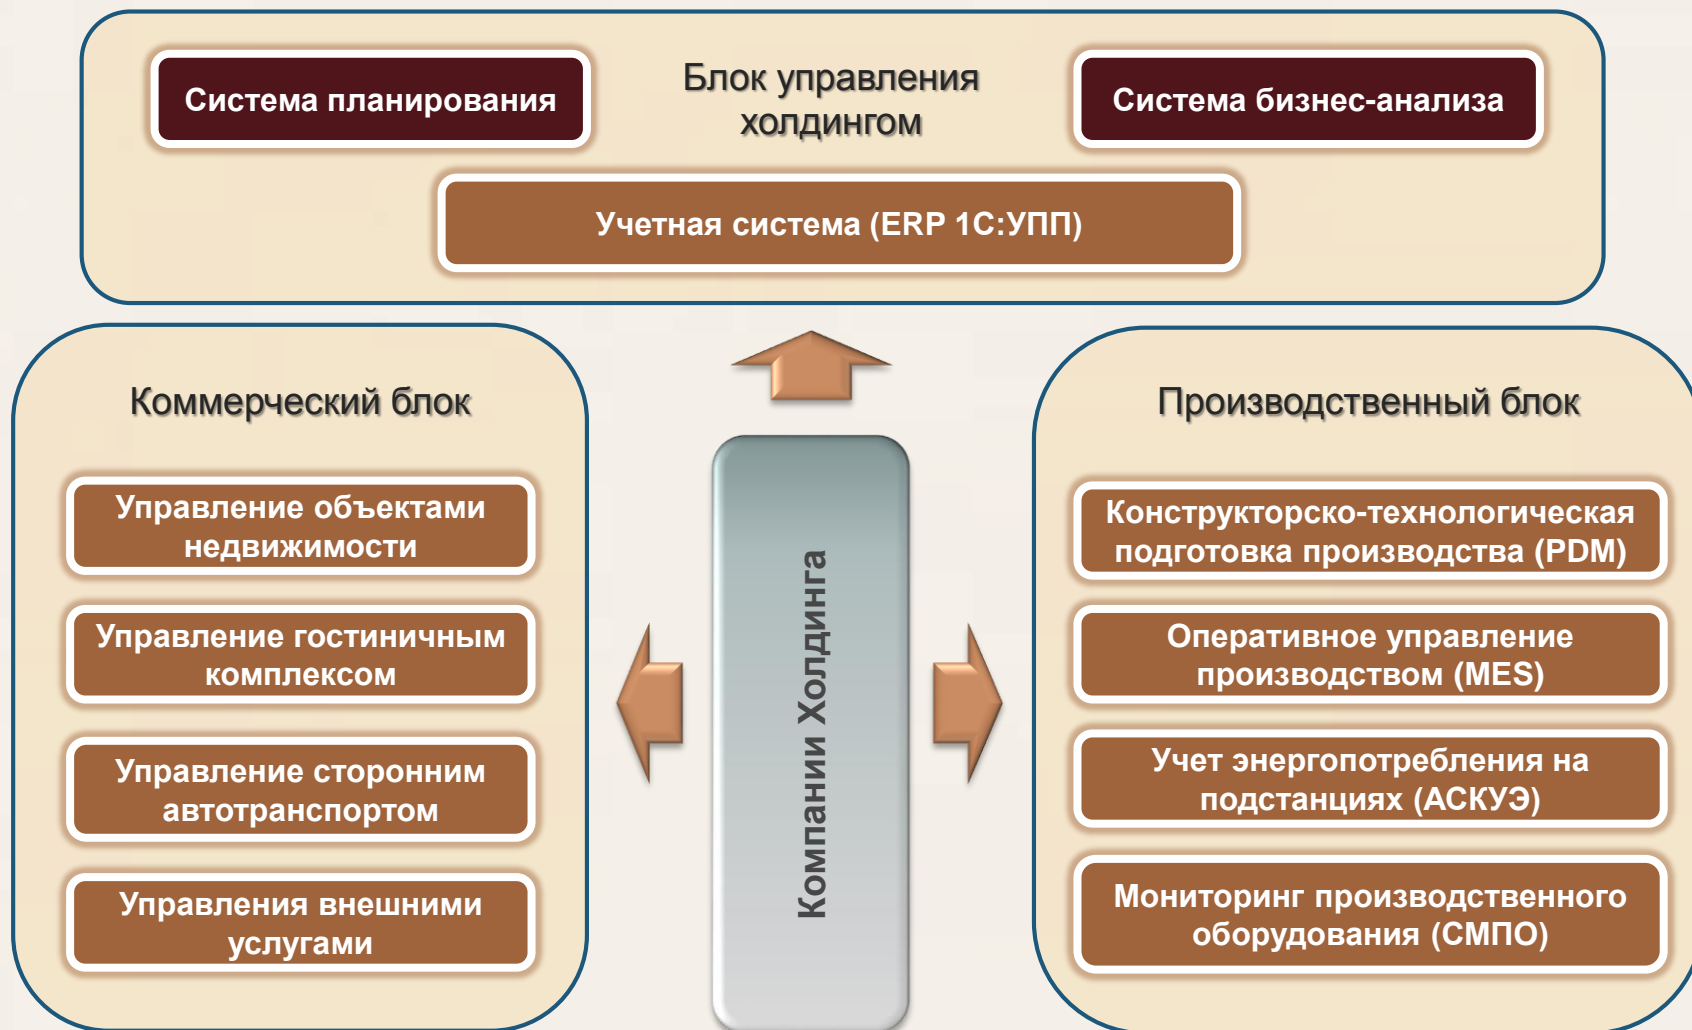 Система планирования
Блок управления
холдингом
Система бизнес-анализа
Учетная система (ERP 1С:УПП)
Коммерческий блок
Управление объектами
недвижимости
Управление гостиничным
комплексом
Управление сторонним
автотранспортом
Управления внешними
услугами
Компании Холдинга
Производственный блок
Конструкторско-технологическая
подготовка производства (PDM)
Оперативное управление
производством (MES)
Учет энергопотребления на
подстанциях (АСКУЭ)
Мониторинг производственного
оборудования (СМПО)